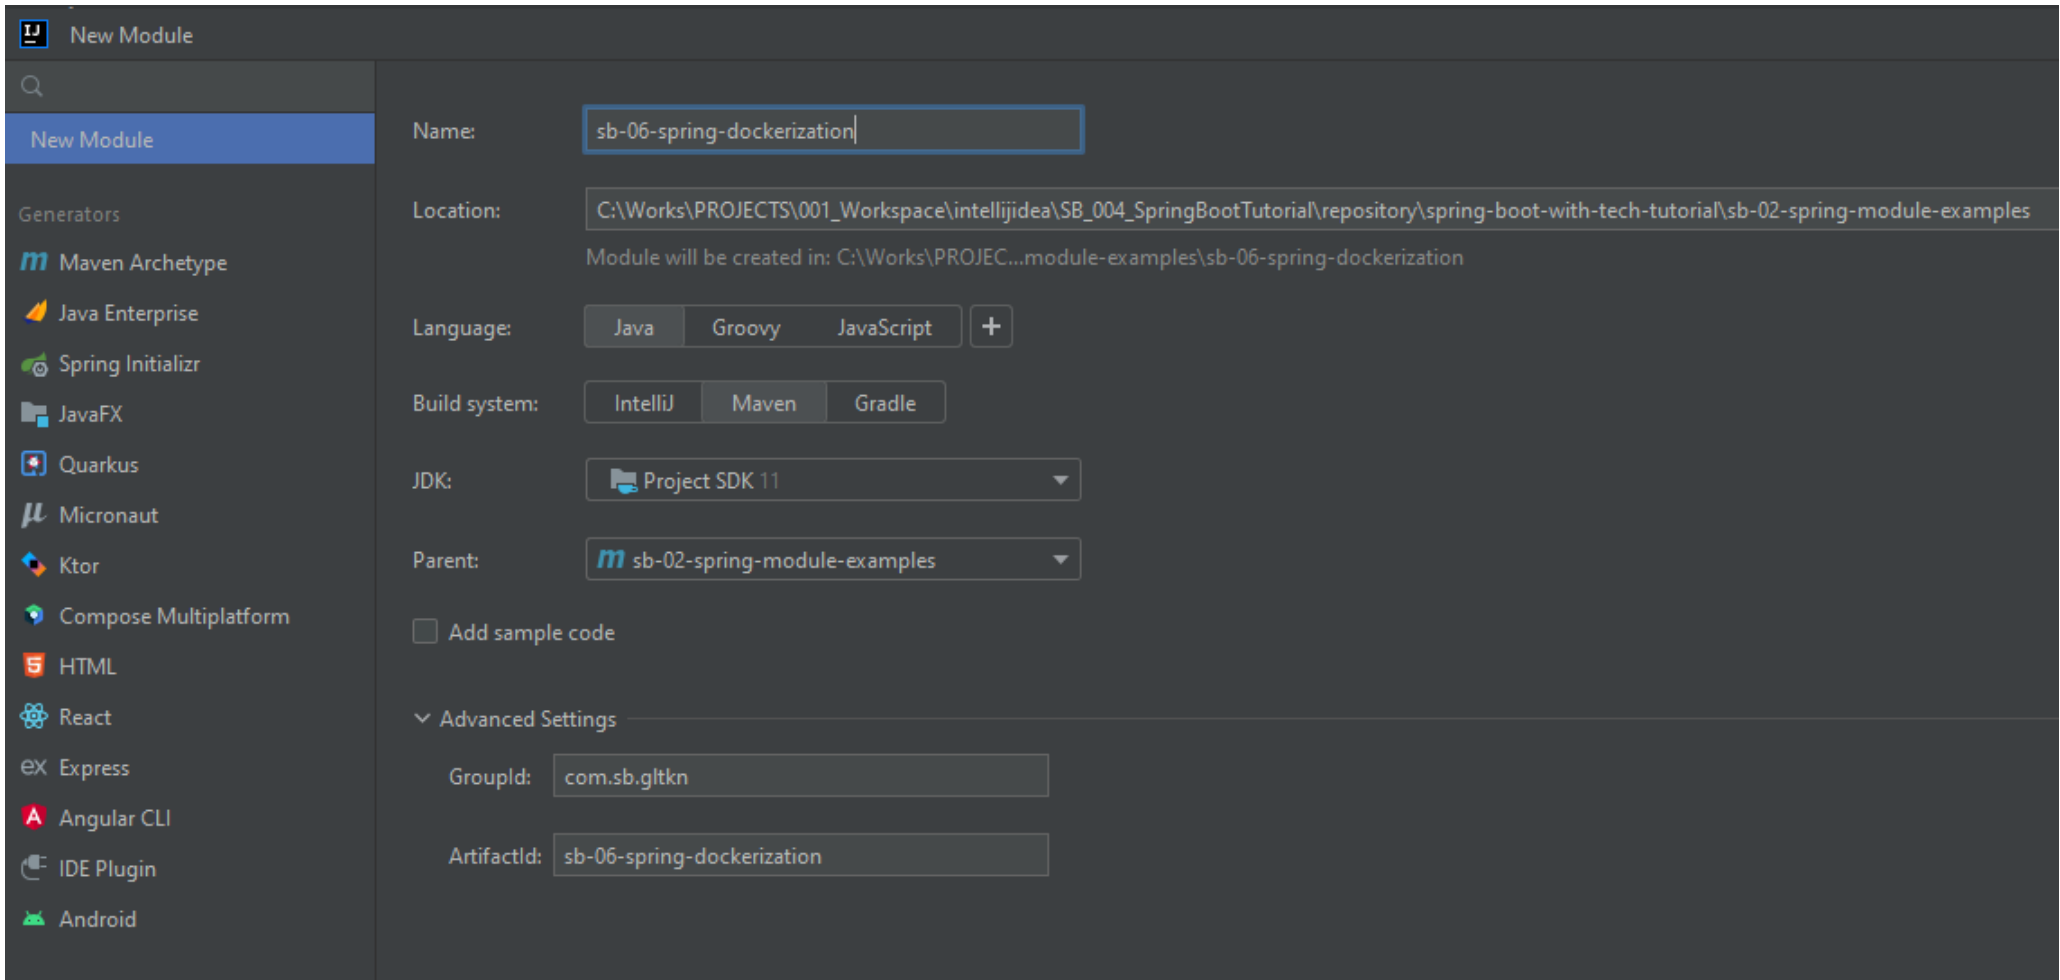 IJ
New Module
New Module
Generators
m Maven Archetype
Java Enterprise
Spring Initializr
JavaFX
Quarkus
μ Micronaut
Ktor
Compose Multiplatform
5 HTML
React
ex Express
A Angular CLI
IDE Plugin
Android
Name: sb-06-spring-dockerization
Location: C:\Works\PROJECTS\001_Workspace\intellijidea\SB_004_SpringBootTutorial\repository\spring-boot-with-tech-tutorial\sb-02-spring-module-examples
Module will be created in: C:\Works\PROJEC...module-examples\sb-06-spring-dockerization
Language: Java Groovy JavaScript +
Build system: IntelliJ Maven Gradle
JDK: Project SDK 11
Parent: m sb-02-spring-module-examples
Add sample code
Advanced Settings
GroupId: com.sb.gltkn
ArtifactId: sb-06-spring-dockerization